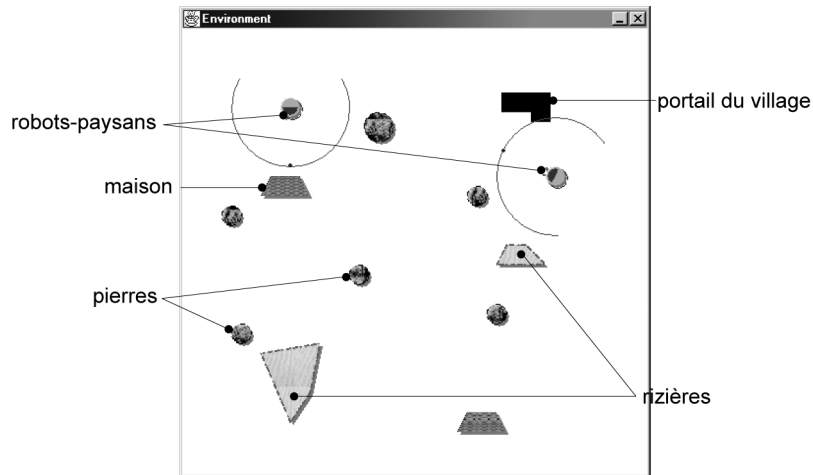 Environment
portail du village
robots-paysans
maison
pierres
rizières